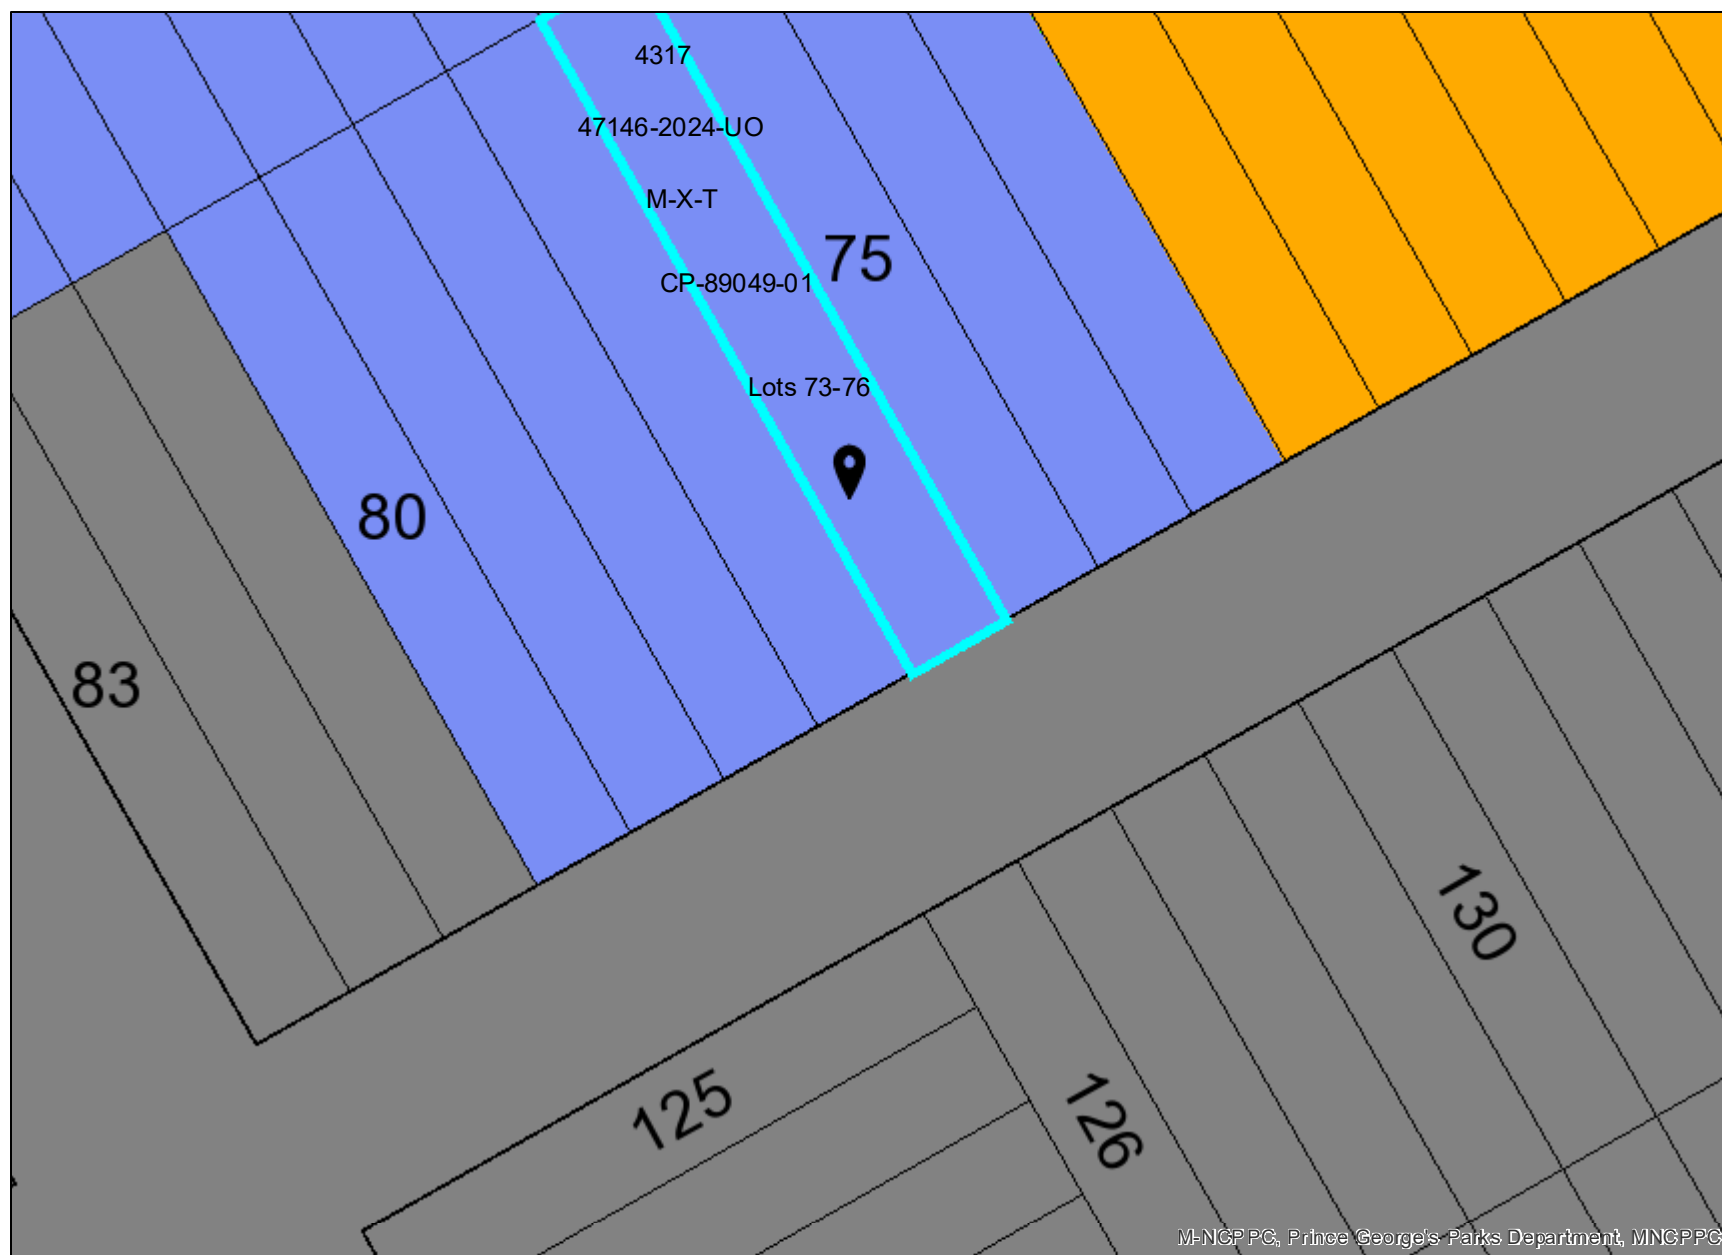 4317
47146-2024-UO
M-X-T
75
CP-89049-01
Lots 73-76
80
83
130
125
126
M-NCPPC, Prince George's Parks Department, MNCPPC